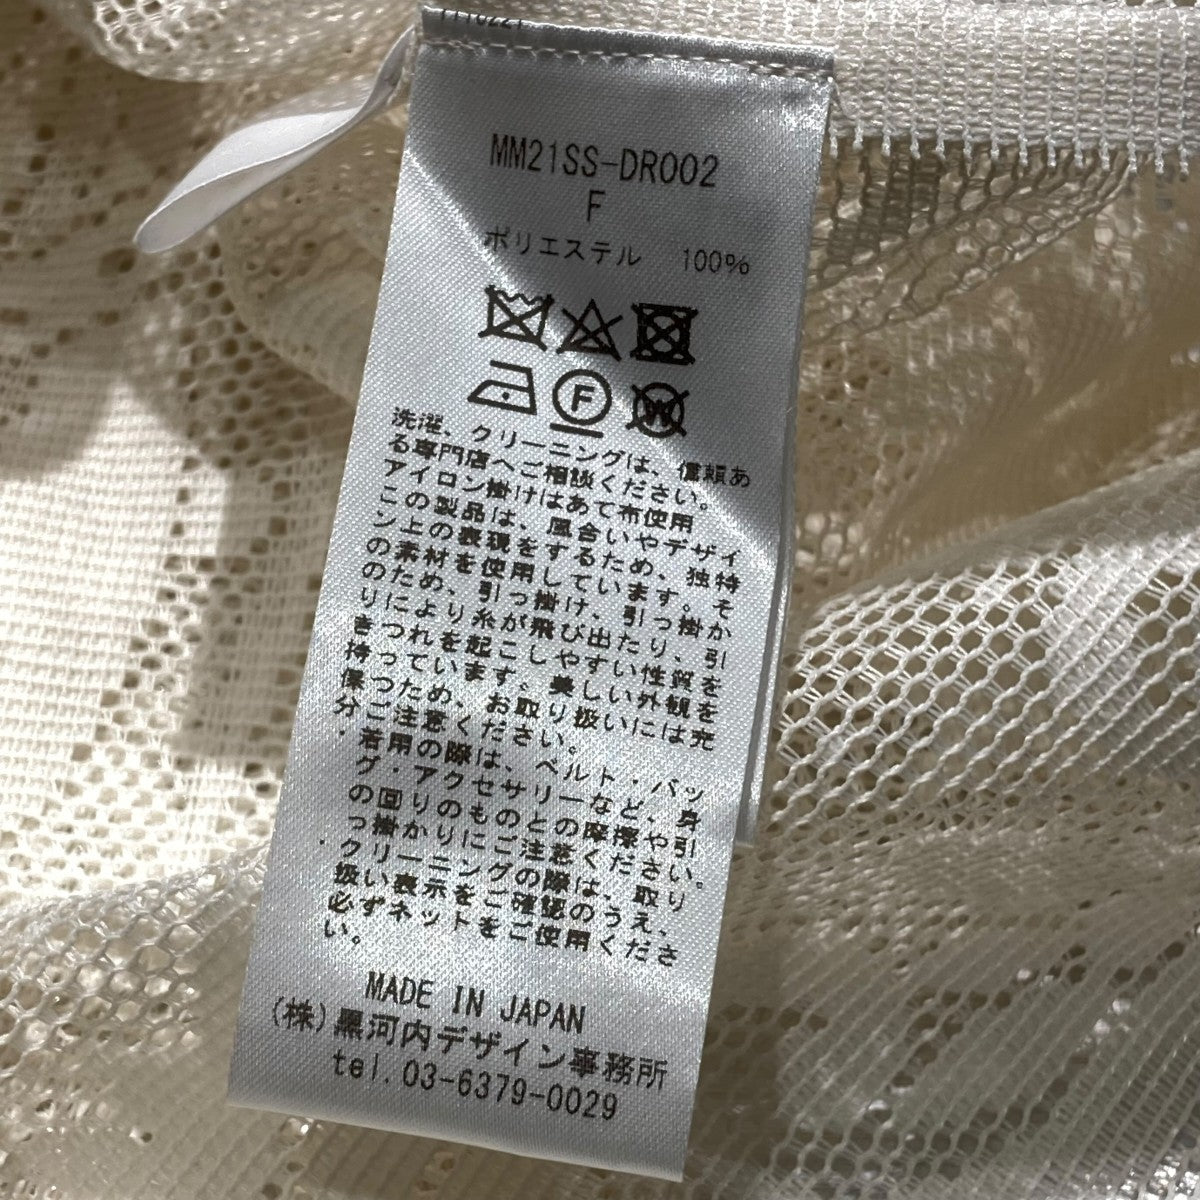 MM21SS-DR002
F
ポリエステル 100%
F
W
洗濯、クリーニングは、信頼あ
る専門店へご相談ください。
アイロン掛けはあて布使用
この製品は、風合いやデザイ
ン上の表現をするため、独特
の素材を使用しています。そ
のため、引っ掛け、引っ掛か
りにより糸が飛び出たり、引
きつれを起こしやすい性質を
持っています。美しい外観を
保つため、お取り扱いには充
分ご注意ください。
・着用の際は、ベルト・バッ
グ・アクセサリーなど、身
の回りのものとの摩擦や引
っ掛かりにご注意ください。
・クリーニングの際は、取り
扱い表示をご確認のうえ、
必ずネットをご使用くださ
い。
MADE IN JAPAN
(株)黒河内デザイン事務所
tel.03-6379-0029